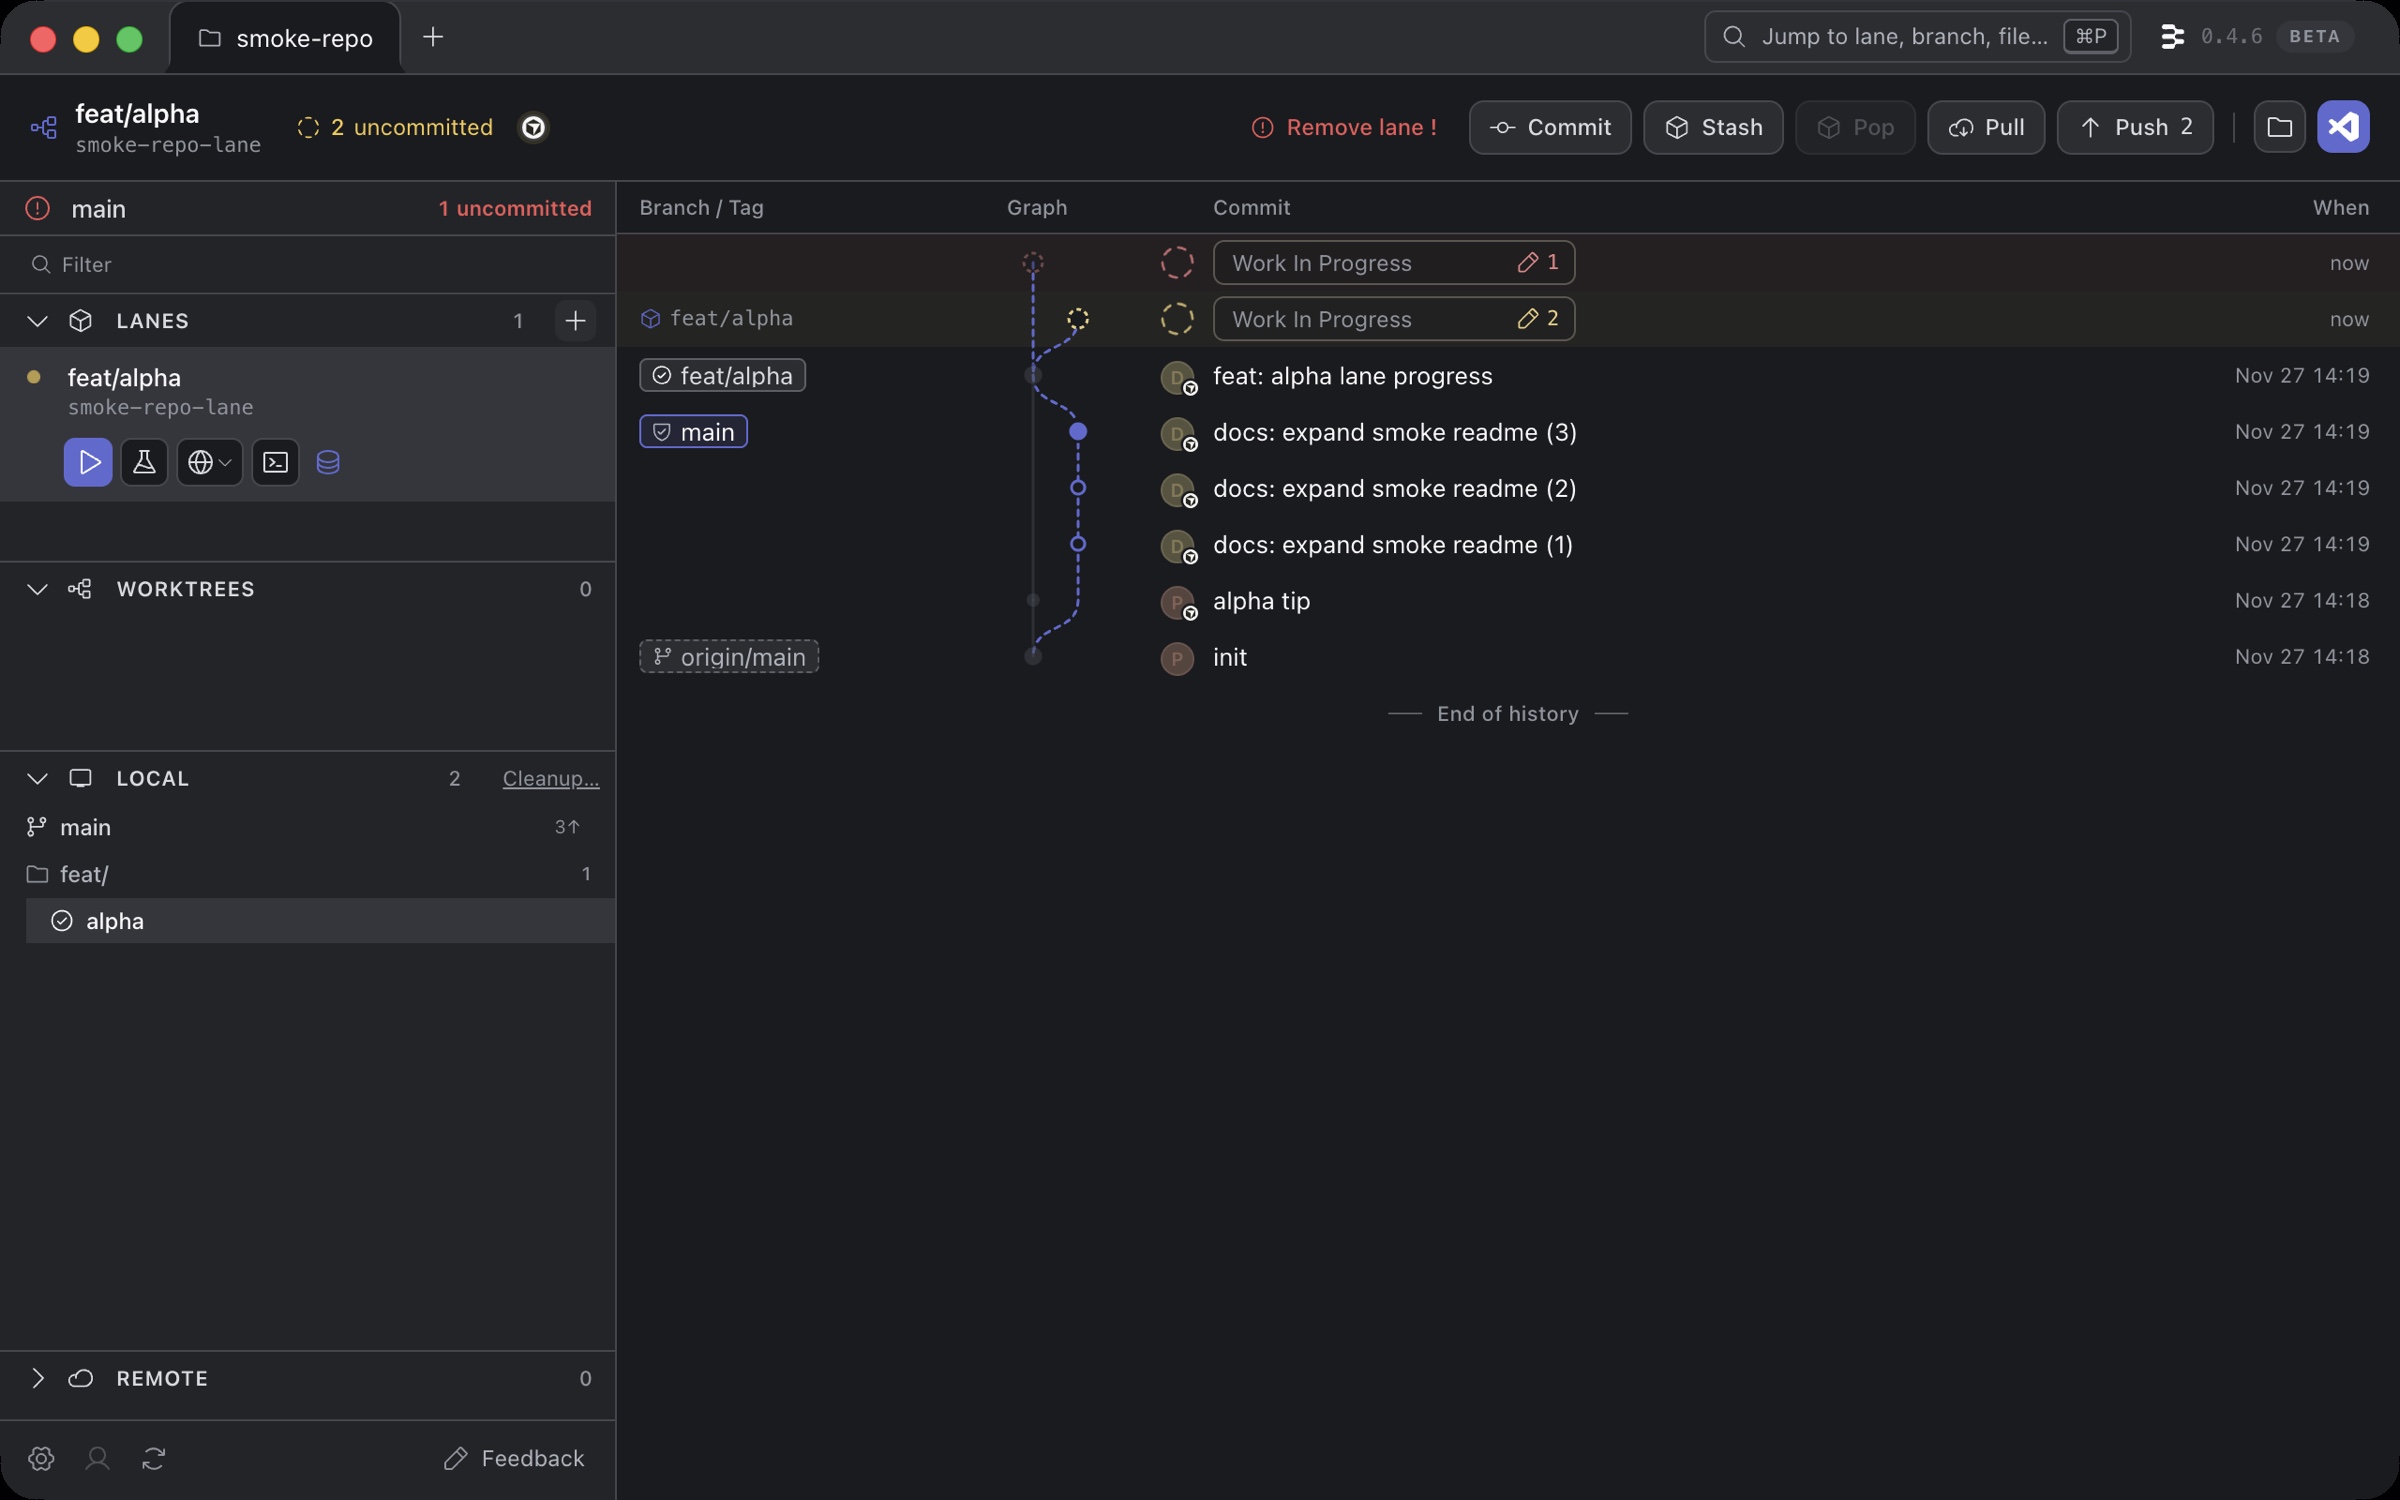 smoke-repo
Jump to lane, branch, file... ⌘P
0.4.6 BETA
feat/alpha
smoke-repo-lane
2 uncommitted
Remove lane !
Commit
Stash
Pop
Pull
Push 2
main 1 uncommitted
Filter
LANES 1
feat/alpha
smoke-repo-lane
WORKTREES 0
LOCAL 2 Cleanup...
main 3↑
feat/ 1
alpha
REMOTE 0
Feedback
Branch / Tag Graph Commit When
Work In Progress 1 now
feat/alpha Work In Progress 2 now
feat/alpha D feat: alpha lane progress Nov 27 14:19
main D docs: expand smoke readme (3) Nov 27 14:19
D docs: expand smoke readme (2) Nov 27 14:19
D docs: expand smoke readme (1) Nov 27 14:19
P alpha tip Nov 27 14:18
origin/main P init Nov 27 14:18
End of history